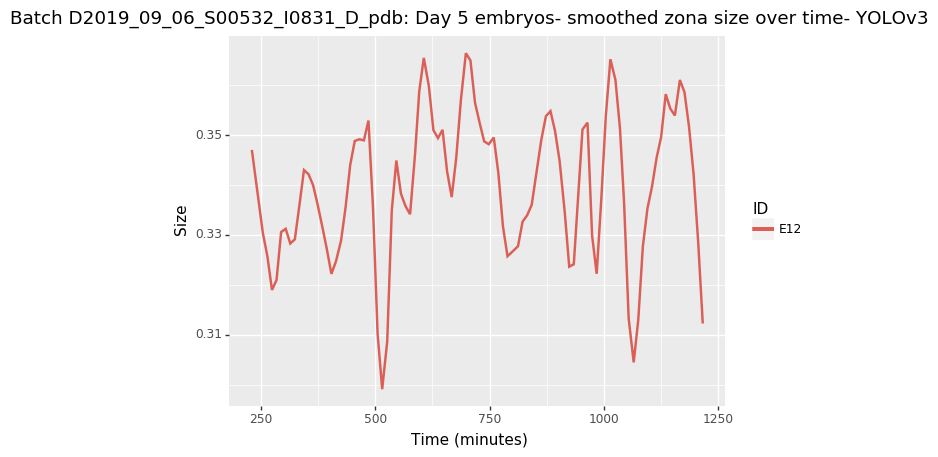 Batch D2019_09_06_S00532_I0831_D_pdb: Day 5 embryos- smoothed zona size over time- YOLOv3
0.35
0.33
0.31
Size
250
500
750
1000
1250
Time (minutes)
ID
E12